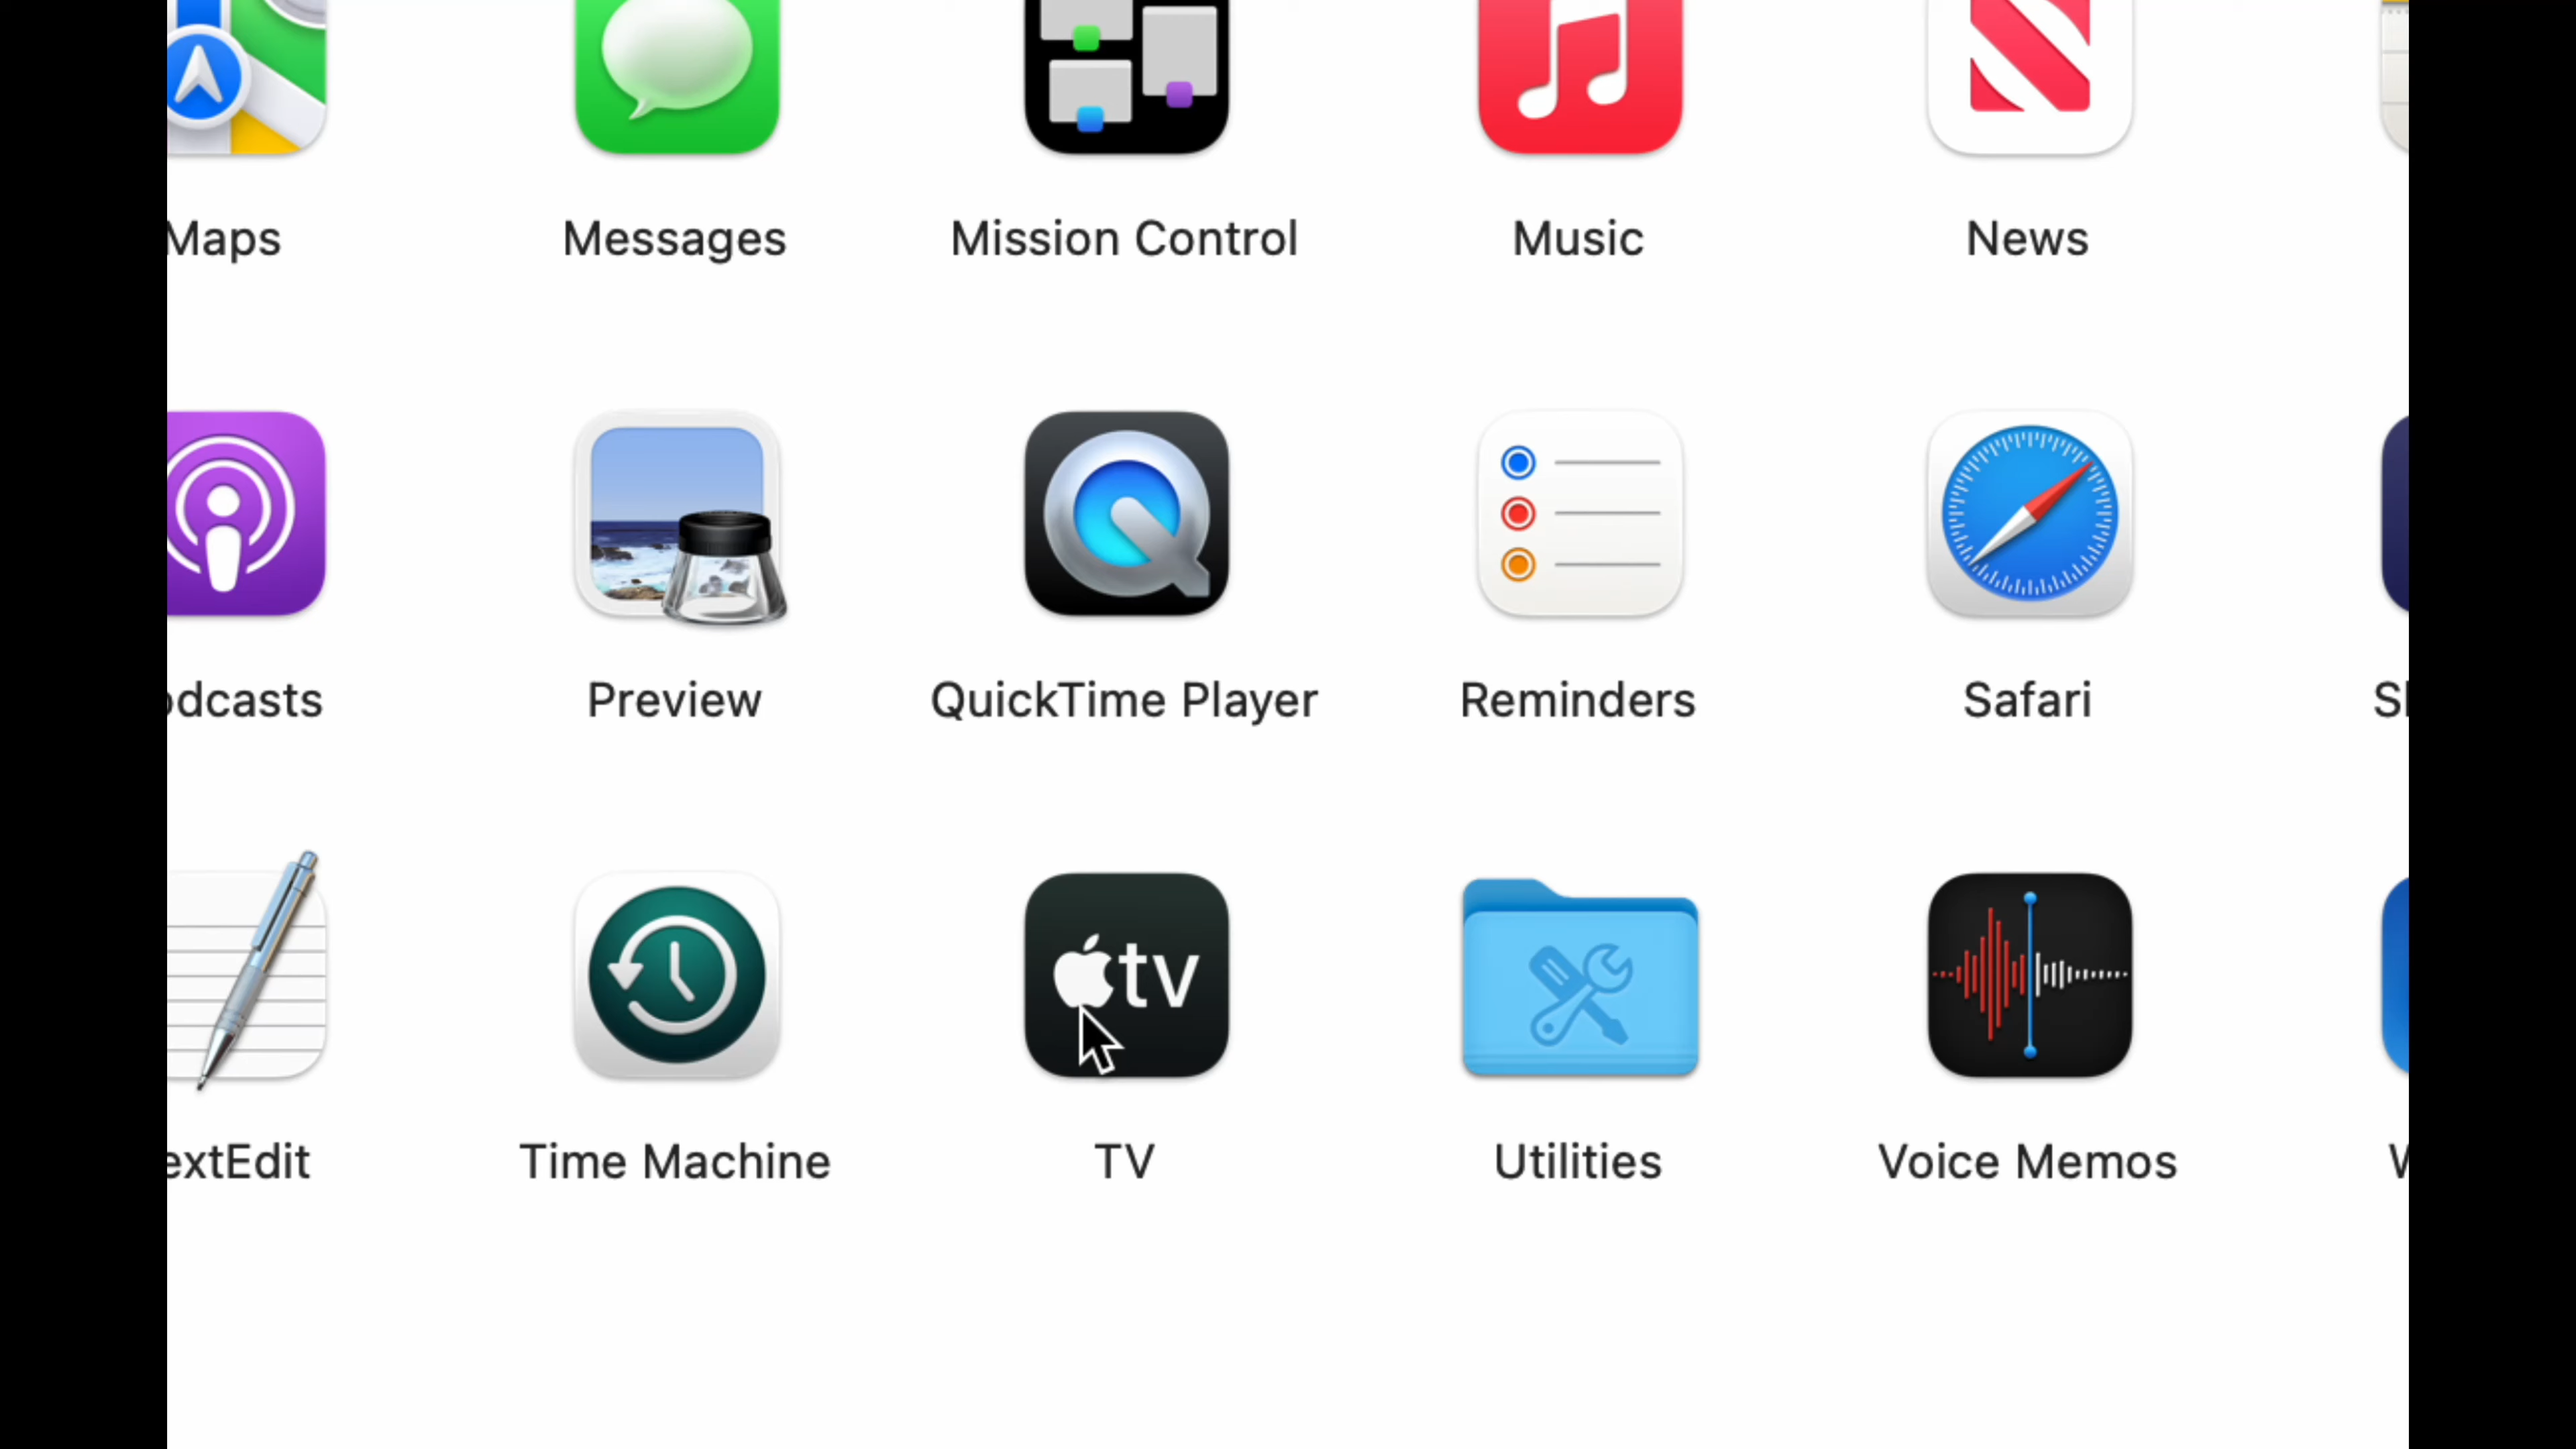 Maps Messages Mission Control Music News
odcasts Preview QuickTime Player Reminders Safari
tv
extEdit Time Machine TV Utilities Voice Memos